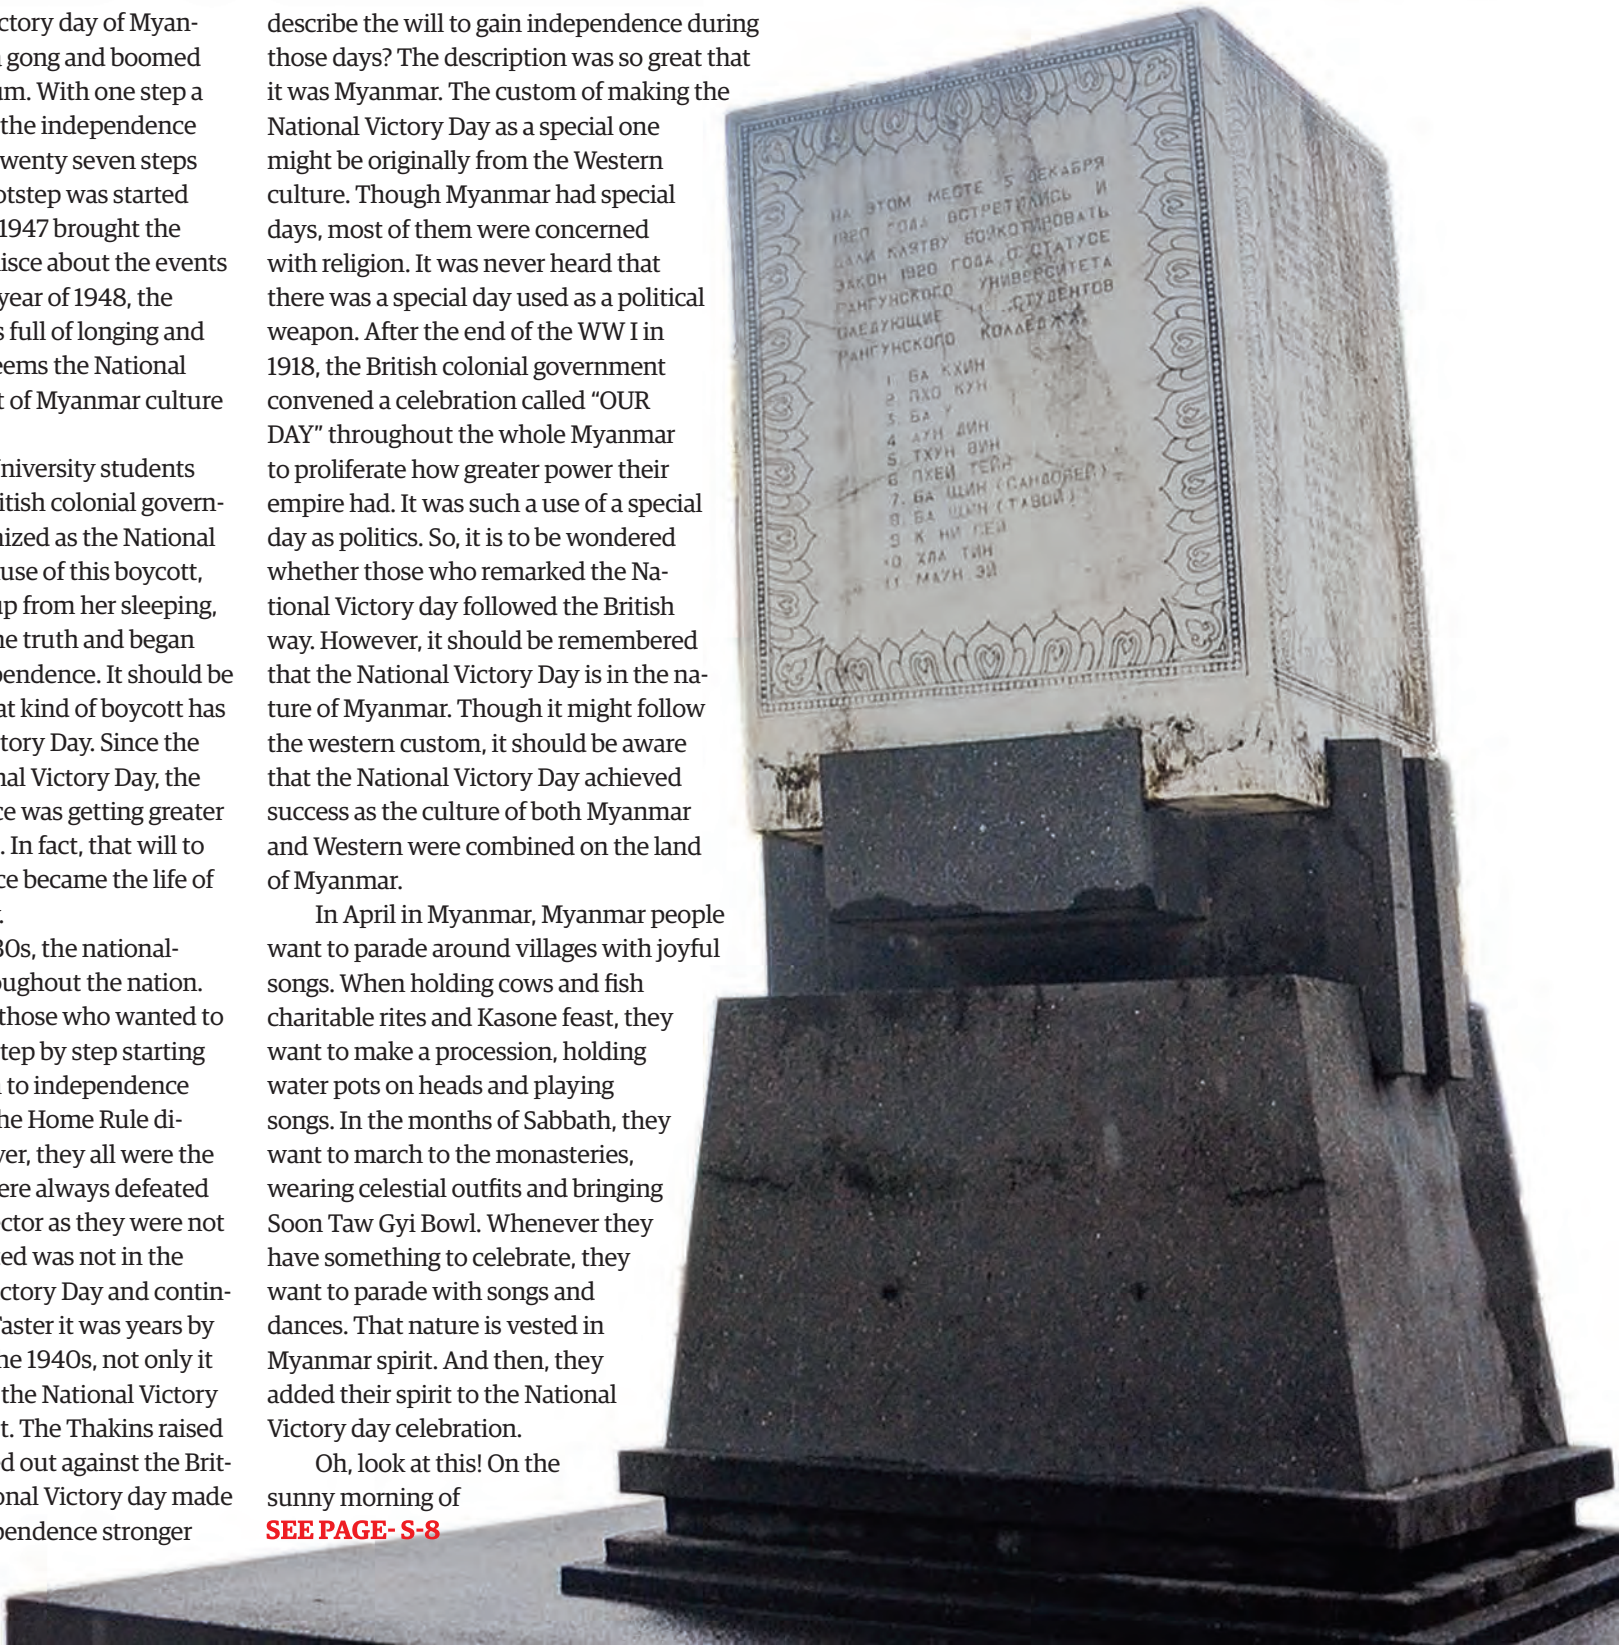 ctory day of Myan-
gong and boomed
um. With one step a
the independence
wenty seven steps
otstep was started
1947 brought the
isce about the events
year of 1948, the
s full of longing and
eems the National
t of Myanmar culture
niversity students
itish colonial govern-
nized as the National
use of this boycott,
up from her sleeping,
he truth and began
pendence. It should be
at kind of boycott has
tory Day. Since the
nal Victory Day, the
ce was getting greater
. In fact, that will to
ce became the life of
30s, the national-
oughout the nation.
those who wanted to
tep by step starting
to independence
he Home Rule di-
ver, they all were the
ere always defeated
ector as they were not
ed was not in the
ctory Day and contin-
Faster it was years by
he 1940s, not only it
the National Victory
t. The Thakins raised
d out against the Brit-
onal Victory day made
pendence stronger
describe the will to gain independence during
those days? The description was so great that
it was Myanmar. The custom of making the
National Victory Day as a special one
might be originally from the Western
culture. Though Myanmar had special
days, most of them were concerned
with religion. It was never heard that
there was a special day used as a political
weapon. After the end of the WW I in
1918, the British colonial government
convened a celebration called “OUR
DAY” throughout the whole Myanmar
to proliferate how greater power their
empire had. It was such a use of a special
day as politics. So, it is to be wondered
whether those who remarked the Na-
tional Victory day followed the British
way. However, it should be remembered
that the National Victory Day is in the na-
ture of Myanmar. Though it might follow
the western custom, it should be aware
that the National Victory Day achieved
success as the culture of both Myanmar
and Western were combined on the land
of Myanmar.
In April in Myanmar, Myanmar people
want to parade around villages with joyful
songs. When holding cows and fish
charitable rites and Kasone feast, they
want to make a procession, holding
water pots on heads and playing
songs. In the months of Sabbath, they
want to march to the monasteries,
wearing celestial outfits and bringing
Soon Taw Gyi Bowl. Whenever they
have something to celebrate, they
want to parade with songs and
dances. That nature is vested in
Myanmar spirit. And then, they
added their spirit to the National
Victory day celebration.
Oh, look at this! On the
sunny morning of
SEE PAGE- S-8
НА ЭТОМ МЕСТЕ 5 ДЕКАБРЯ
1920 ГОДА ВСТРЕТИЛИСЬ И
ДАЛИ КЛЯТВУ БОЙКОТИРОВАТЬ
ЗАКОН 1920 ГОДА О СТАТУСЕ
РАНГУНСКОГО УНИВЕРСИТЕТА
СЛЕДУЮЩИЕ 11 СТУДЕНТОВ
РАНГУНСКОГО КОЛЛЕДЖА
1. БА КХИН
2. ПХО КУН
3. БА У
4 АУН ДИН
5. ТХУН ВИН
6 ПХЕЙ ТЕЙН
7. БА ШИН (САНДОВЕЙ)
8. БА ШИН (ТАВОЙ)
9 К НИ СЕЙ
10 ХЛА ТИН
11 МАУН ЭЙ